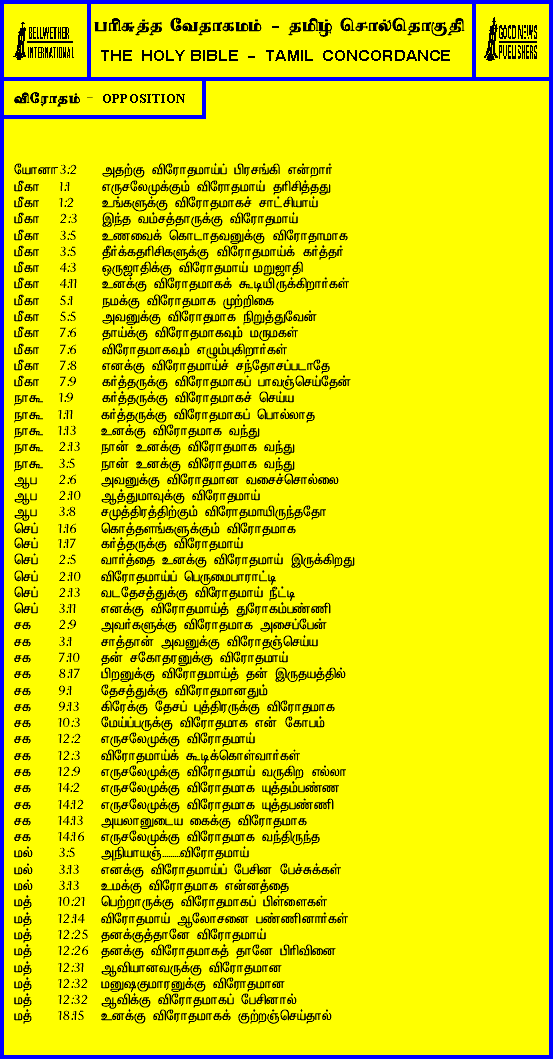 BELLWETHER INTERNATIONAL
பரிசுத்த வேதாகமம் - தமிழ் சொல்தொகுதி
THE HOLY BIBLE - TAMIL CONCORDANCE
GOOD NEWS PUBLISHERS
விரோதம் - OPPOSITION
யோனா 3:2 அதற்கு விரோதமாய்ப் பிரசங்கி என்றார்
மீகா 1:1 எருசலேமுக்கும் விரோதமாய் தரிசித்தது
மீகா 1:2 உங்களுக்கு விரோதமாகச் சாட்சியாய்
மீகா 2:3 இந்த வம்சத்தாருக்கு விரோதமாய்
மீகா 3:5 உணவைக் கொடாதவனுக்கு விரோதாமாக
மீகா 3:5 தீர்க்கதரிசிகளுக்கு விரோதமாய்க் கர்த்தர்
மீகா 4:3 ஒருஜாதிக்கு விரோதமாய் மறுஜாதி
மீகா 4:11 உனக்கு விரோதமாகக் கூடியிருக்கிறார்கள்
மீகா 5:1 நமக்கு விரோதமாக முற்றிகை
மீகா 5:5 அவனுக்கு விரோதமாக நிறுத்துவேன்
மீகா 7:6 தாய்க்கு விரோதமாகவும் மருமகள்
மீகா 7:6 விரோதமாகவும் எழும்புகிறார்கள்
மீகா 7:8 எனக்கு விரோதமாய்ச் சந்தோசப்படாதே
மீகா 7:9 கர்த்தருக்கு விரோதமாகப் பாவஞ்செய்தேன்
நாகூ 1:9 கர்த்தருக்கு விரோதமாகச் செய்ய
நாகூ 1:11 கர்த்தருக்கு விரோதமாகப் பொல்லாத
நாகூ 1:13 உனக்கு விரோதமாக வந்து
நாகூ 2:13 நான் உனக்கு விரோதமாக வந்து
நாகூ 3:5 நான் உனக்கு விரோதமாக வந்து
ஆப 2:6 அவனுக்கு விரோதமான வசைச்சொல்லை
ஆப 2:10 ஆத்துமாவுக்கு விரோதமாய்
ஆப 3:8 சமுத்திரத்திற்கும் விரோதமாயிருந்ததோ
செப் 1:16 கொத்தளங்களுக்கும் விரோதமாக
செப் 1:17 கர்த்தருக்கு விரோதமாய்
செப் 2:5 வார்த்தை உனக்கு விரோதமாய் இருக்கிறது
செப் 2:10 விரோதமாய்ப் பெருமைபாராட்டி
செப் 2:13 வடதேசத்துக்கு விரோதமாய் நீட்டி
செப் 3:11 எனக்கு விரோதமாய்த் துரோகம்பண்ணி
சக 2:9 அவர்களுக்கு விரோதமாக அசைப்பேன்
சக 3:1 சாத்தான் அவனுக்கு விரோதஞ்செய்ய
சக 7:10 தன் சகோதரனுக்கு விரோதமாய்
சக 8:17 பிறனுக்கு விரோதமாய்த் தன் இருதயத்தில்
சக 9:1 தேசத்துக்கு விரோதமானதும்
சக 9:13 கிரேக்கு தேசப் புத்திரருக்கு விரோதமாக
சக 10:3 மேய்ப்பருக்கு விரோதமாக என் கோபம்
சக 12:2 எருசலேமுக்கு விரோதமாய்
சக 12:3 விரோதமாய்க் கூடிக்கொள்வார்கள்
சக 12:9 எருசலேமுக்கு விரோதமாய் வருகிற எல்லா
சக 14:2 எருசலேமுக்கு விரோதமாக யுத்தம்பண்ண
சக 14:12 எருசலேமுக்கு விரோதமாக யுத்தபண்ணி
சக 14:13 அயலானுடைய கைக்கு விரோதமாக
சக 14:16 எருசலேமுக்கு விரோதமாக வந்திருந்த
மல் 3:5 அநியாயஞ்........விரோதமாய்
மல் 3:13 எனக்கு விரோதமாய்ப் பேசின பேச்சுக்கள்
மல் 3:13 உமக்கு விரோதமாக என்னத்தை
மத் 10:21 பெற்றாருக்கு விரோதமாகப் பிள்ளைகள்
மத் 12:14 விரோதமாய் ஆலோசனை பண்ணினார்கள்
மத் 12:25 தனக்குத்தானே விரோதமாய்
மத் 12:26 தனக்கு விரோதமாகத் தானே பிரிவினை
மத் 12:31 ஆவியானவருக்கு விரோதமான
மத் 12:32 மனுஷகுமாரனுக்கு விரோதமான
மத் 12:32 ஆவிக்கு விரோதமாகப் பேசினால்
மத் 18:15 உனக்கு விரோதமாகக் குற்றஞ்செய்தால்